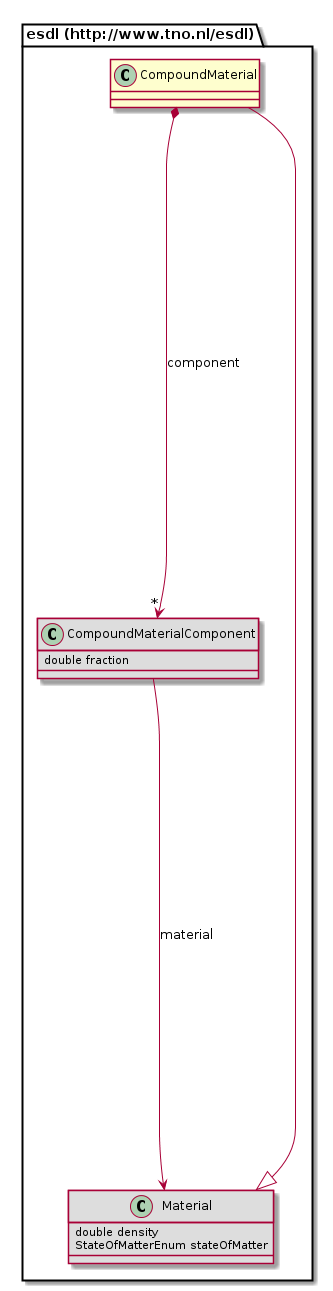 esdl (http://www.tno.nl/esdl)
C CompoundMaterial
component
*
C CompoundMaterialComponent
double fraction
material
C Material
double density
StateOfMatterEnum stateOfMatter